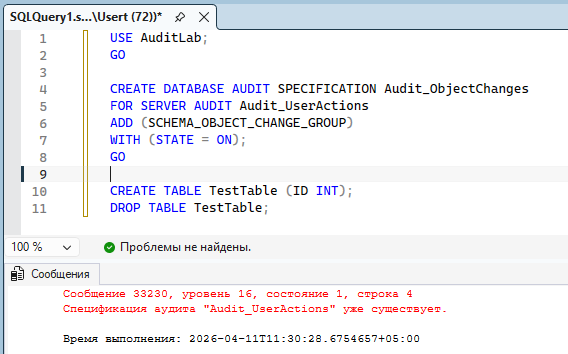 SQLQuery1.s...\Usert (72))*
1 USE AuditLab;
2 GO
3
4 CREATE DATABASE AUDIT SPECIFICATION Audit_ObjectChanges
5 FOR SERVER AUDIT Audit_UserActions
6 ADD (SCHEMA_OBJECT_CHANGE_GROUP)
7 WITH (STATE = ON);
8 GO
9
10 CREATE TABLE TestTable (ID INT);
11 DROP TABLE TestTable;
100 % Проблемы не найдены.
Сообщения
Сообщение 33230, уровень 16, состояние 1, строка 4
Спецификация аудита "Audit_UserActions" уже существует.
Время выполнения: 2026-04-11T11:30:28.6754657+05:00